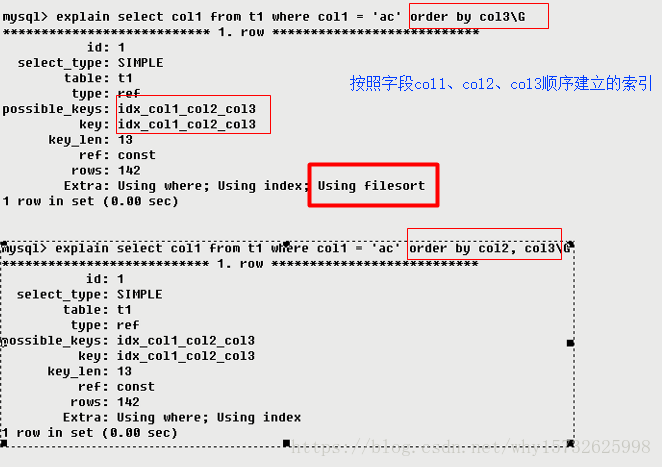 mysql> explain select col1 from t1 where col1 = 'ac' order by col3\G
*************************** 1. row ***************************
id: 1
select_type: SIMPLE
table: t1
type: ref
按照字段col1、col2、col3顺序建立的索引
possible_keys: idx_col1_col2_col3
key: idx_col1_col2_col3
key_len: 13
ref: const
rows: 142
Extra: Using where; Using index; Using filesort
1 row in set (0.00 sec)
mysql> explain select col1 from t1 where col1 = 'ac' order by col2, col3\G
*************************** 1. row ***************************
id: 1
select_type: SIMPLE
table: t1
type: ref
possible_keys: idx_col1_col2_col3
key: idx_col1_col2_col3
key_len: 13
ref: const
rows: 142
Extra: Using where; Using index
1 row in set (0.00 sec)
https://blog.csdn.net/why15732625998